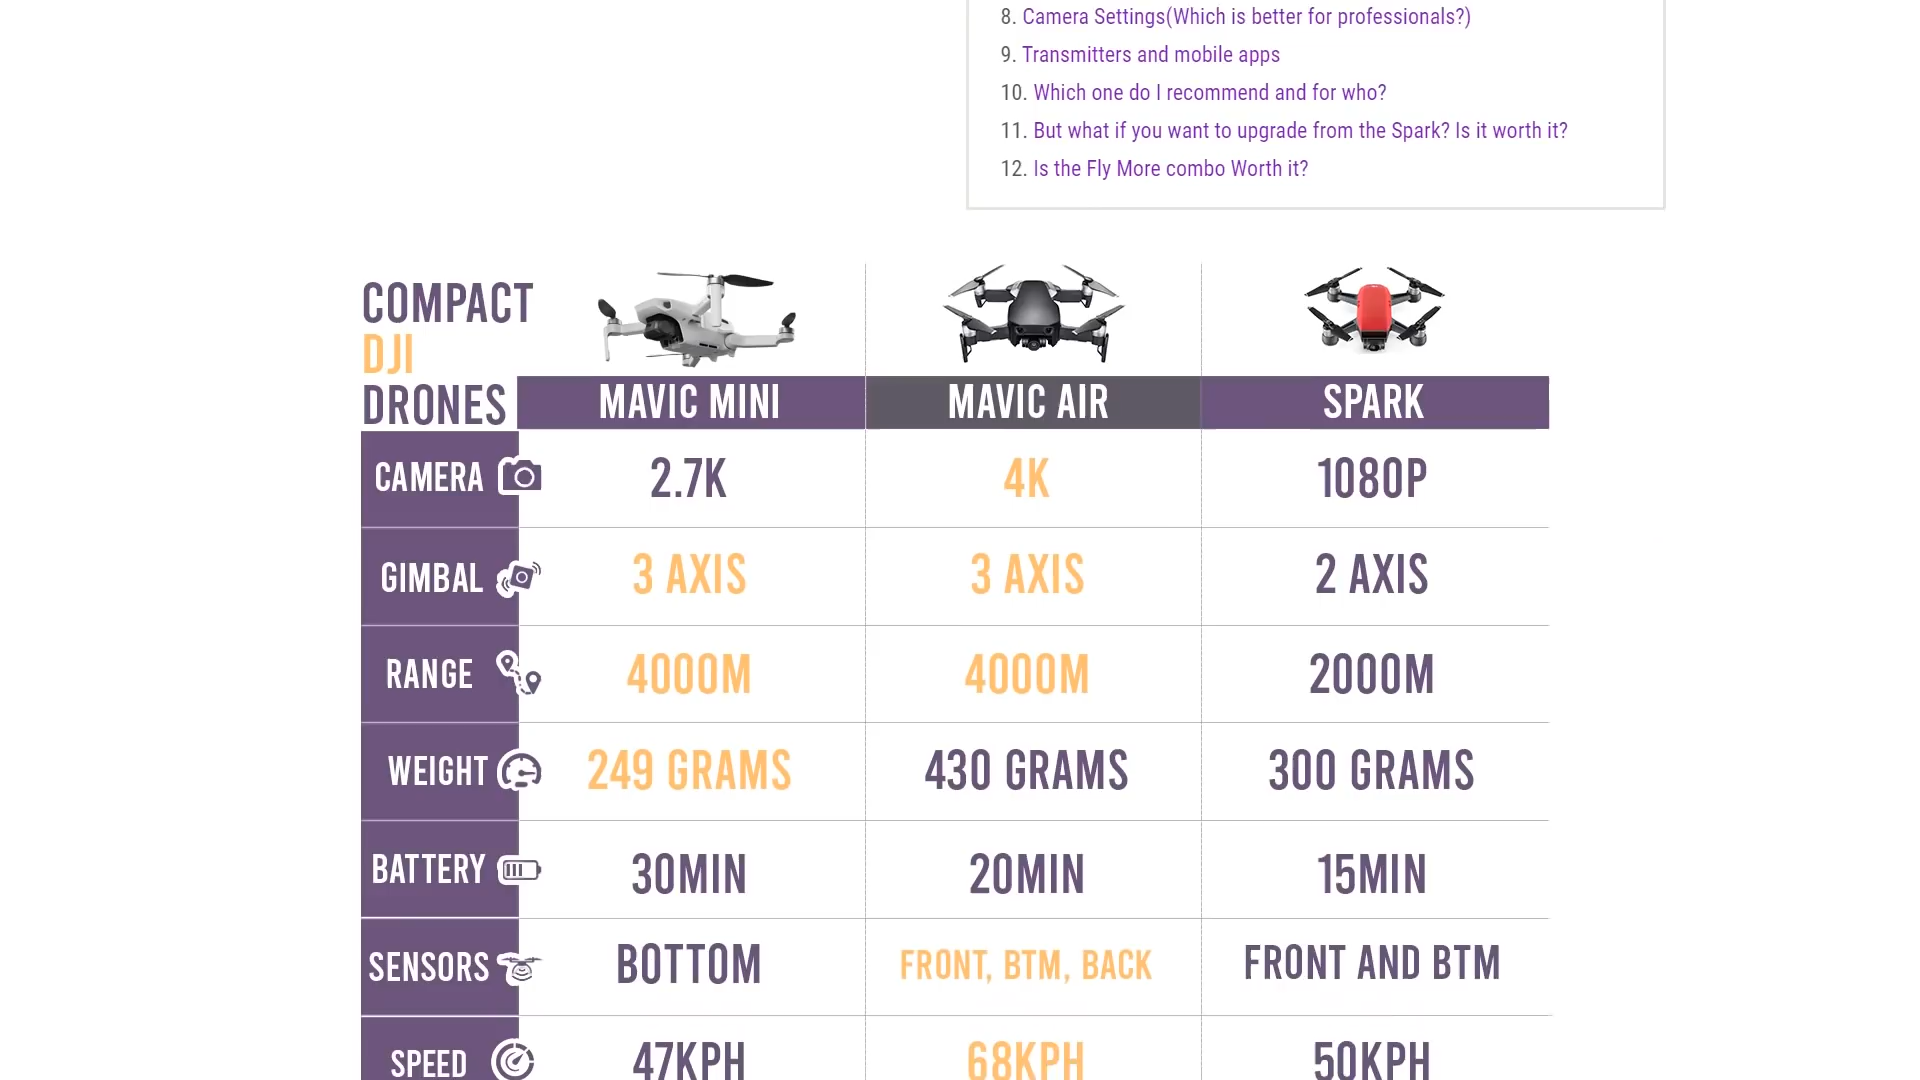 8. Camera Settings(Which is better for professionals?)
9. Transmitters and mobile apps
10. Which one do I recommend and for who?
11. But what if you want to upgrade from the Spark? Is it worth it?
12. Is the Fly More combo Worth it?
COMPACT
DJI
DRONES
MAVIC MINI MAVIC AIR SPARK
CAMERA 2.7K 4K 1080P
GIMBAL 3 AXIS 3 AXIS 2 AXIS
RANGE 4000M 4000M 2000M
WEIGHT 249 GRAMS 430 GRAMS 300 GRAMS
BATTERY 30MIN 20MIN 15MIN
SENSORS BOTTOM FRONT, BTM, BACK FRONT AND BTM
SPEED 47KPH 68KPH 50KPH